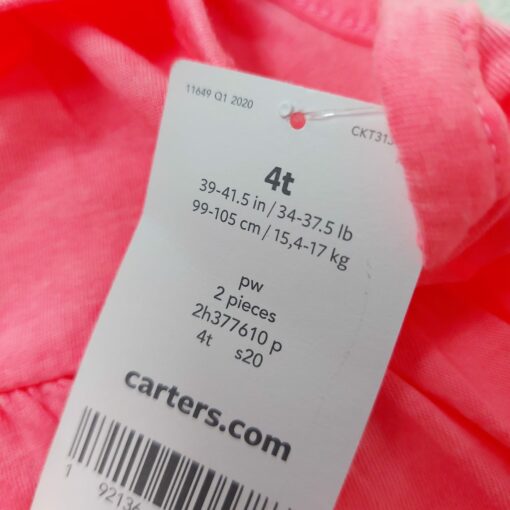 11649 Q1 2020
CKT313
4t
39-41.5 in / 34-37.5 lb
99-105 cm / 15,4-17 kg
pw
2 pieces
2h377610 p
4t s20
carters.com
1 92136